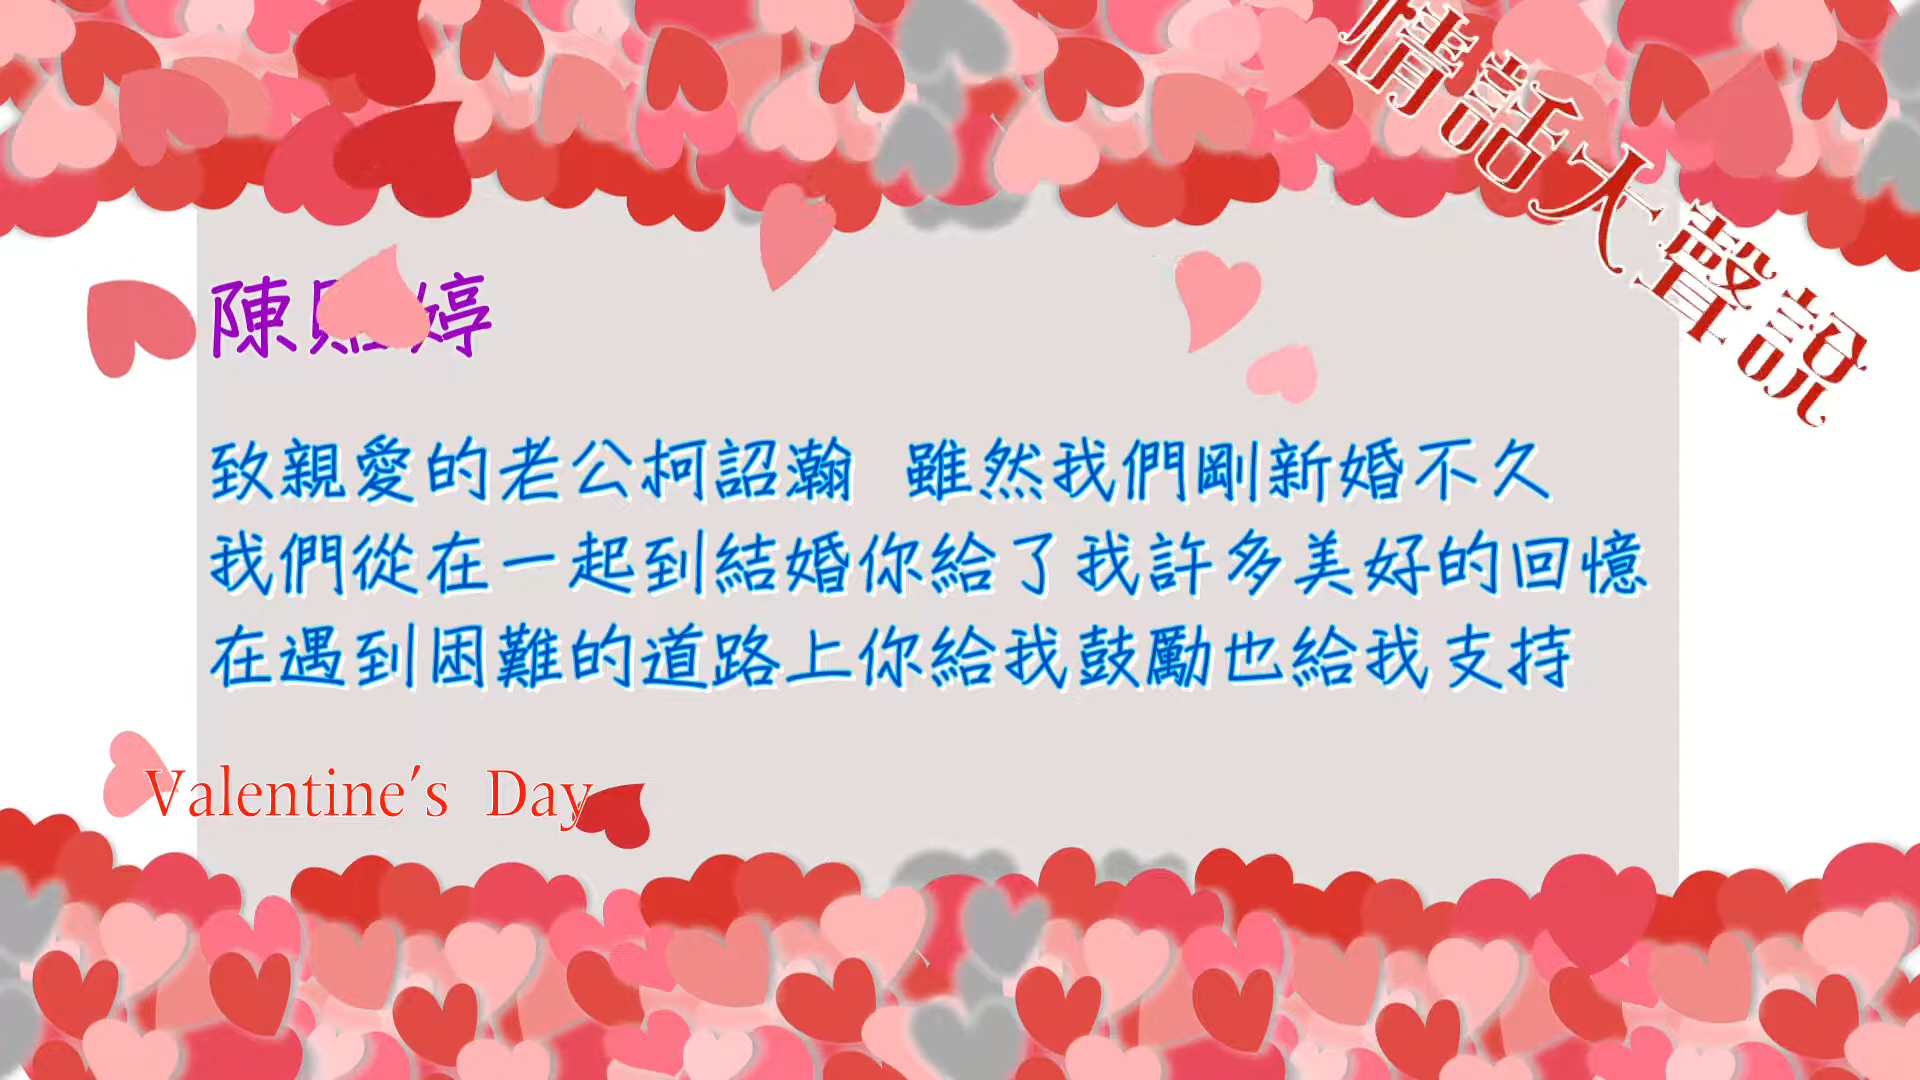 情話大聲說
陳 婷
致親愛的老公柯詔瀚 雖然我們剛新婚不久
我們從在一起到結婚你給了我許多美好的回憶
在遇到困難的道路上你給我鼓勵也給我支持
Valentine's Day